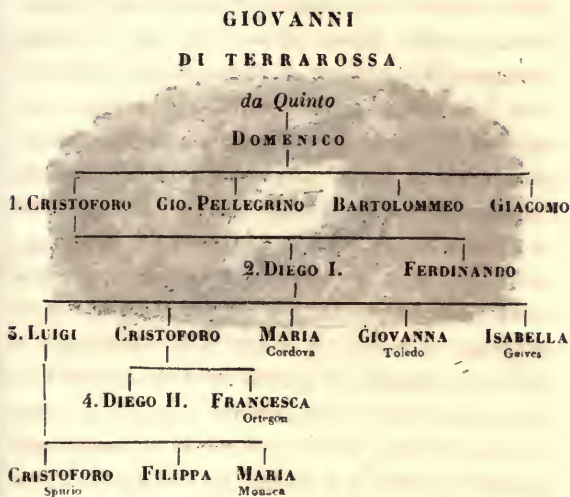 GIOVANNI
DI TERRAROSSA
da Quinto
DOMENICO
1. CRISTOFORO GIO. PELLEGRINO BARTOLOMMEO GIACOMO
2. DIEGO I. FERDINANDO
3. LUIGI CRISTOFORO MARIA GIOVANNA ISABELLA
Cordova Toledo Gelves
4. DIEGO II. FRANCESCA
Ortegon
CRISTOFORO FILIPPA MARIA
Spurio Monaca